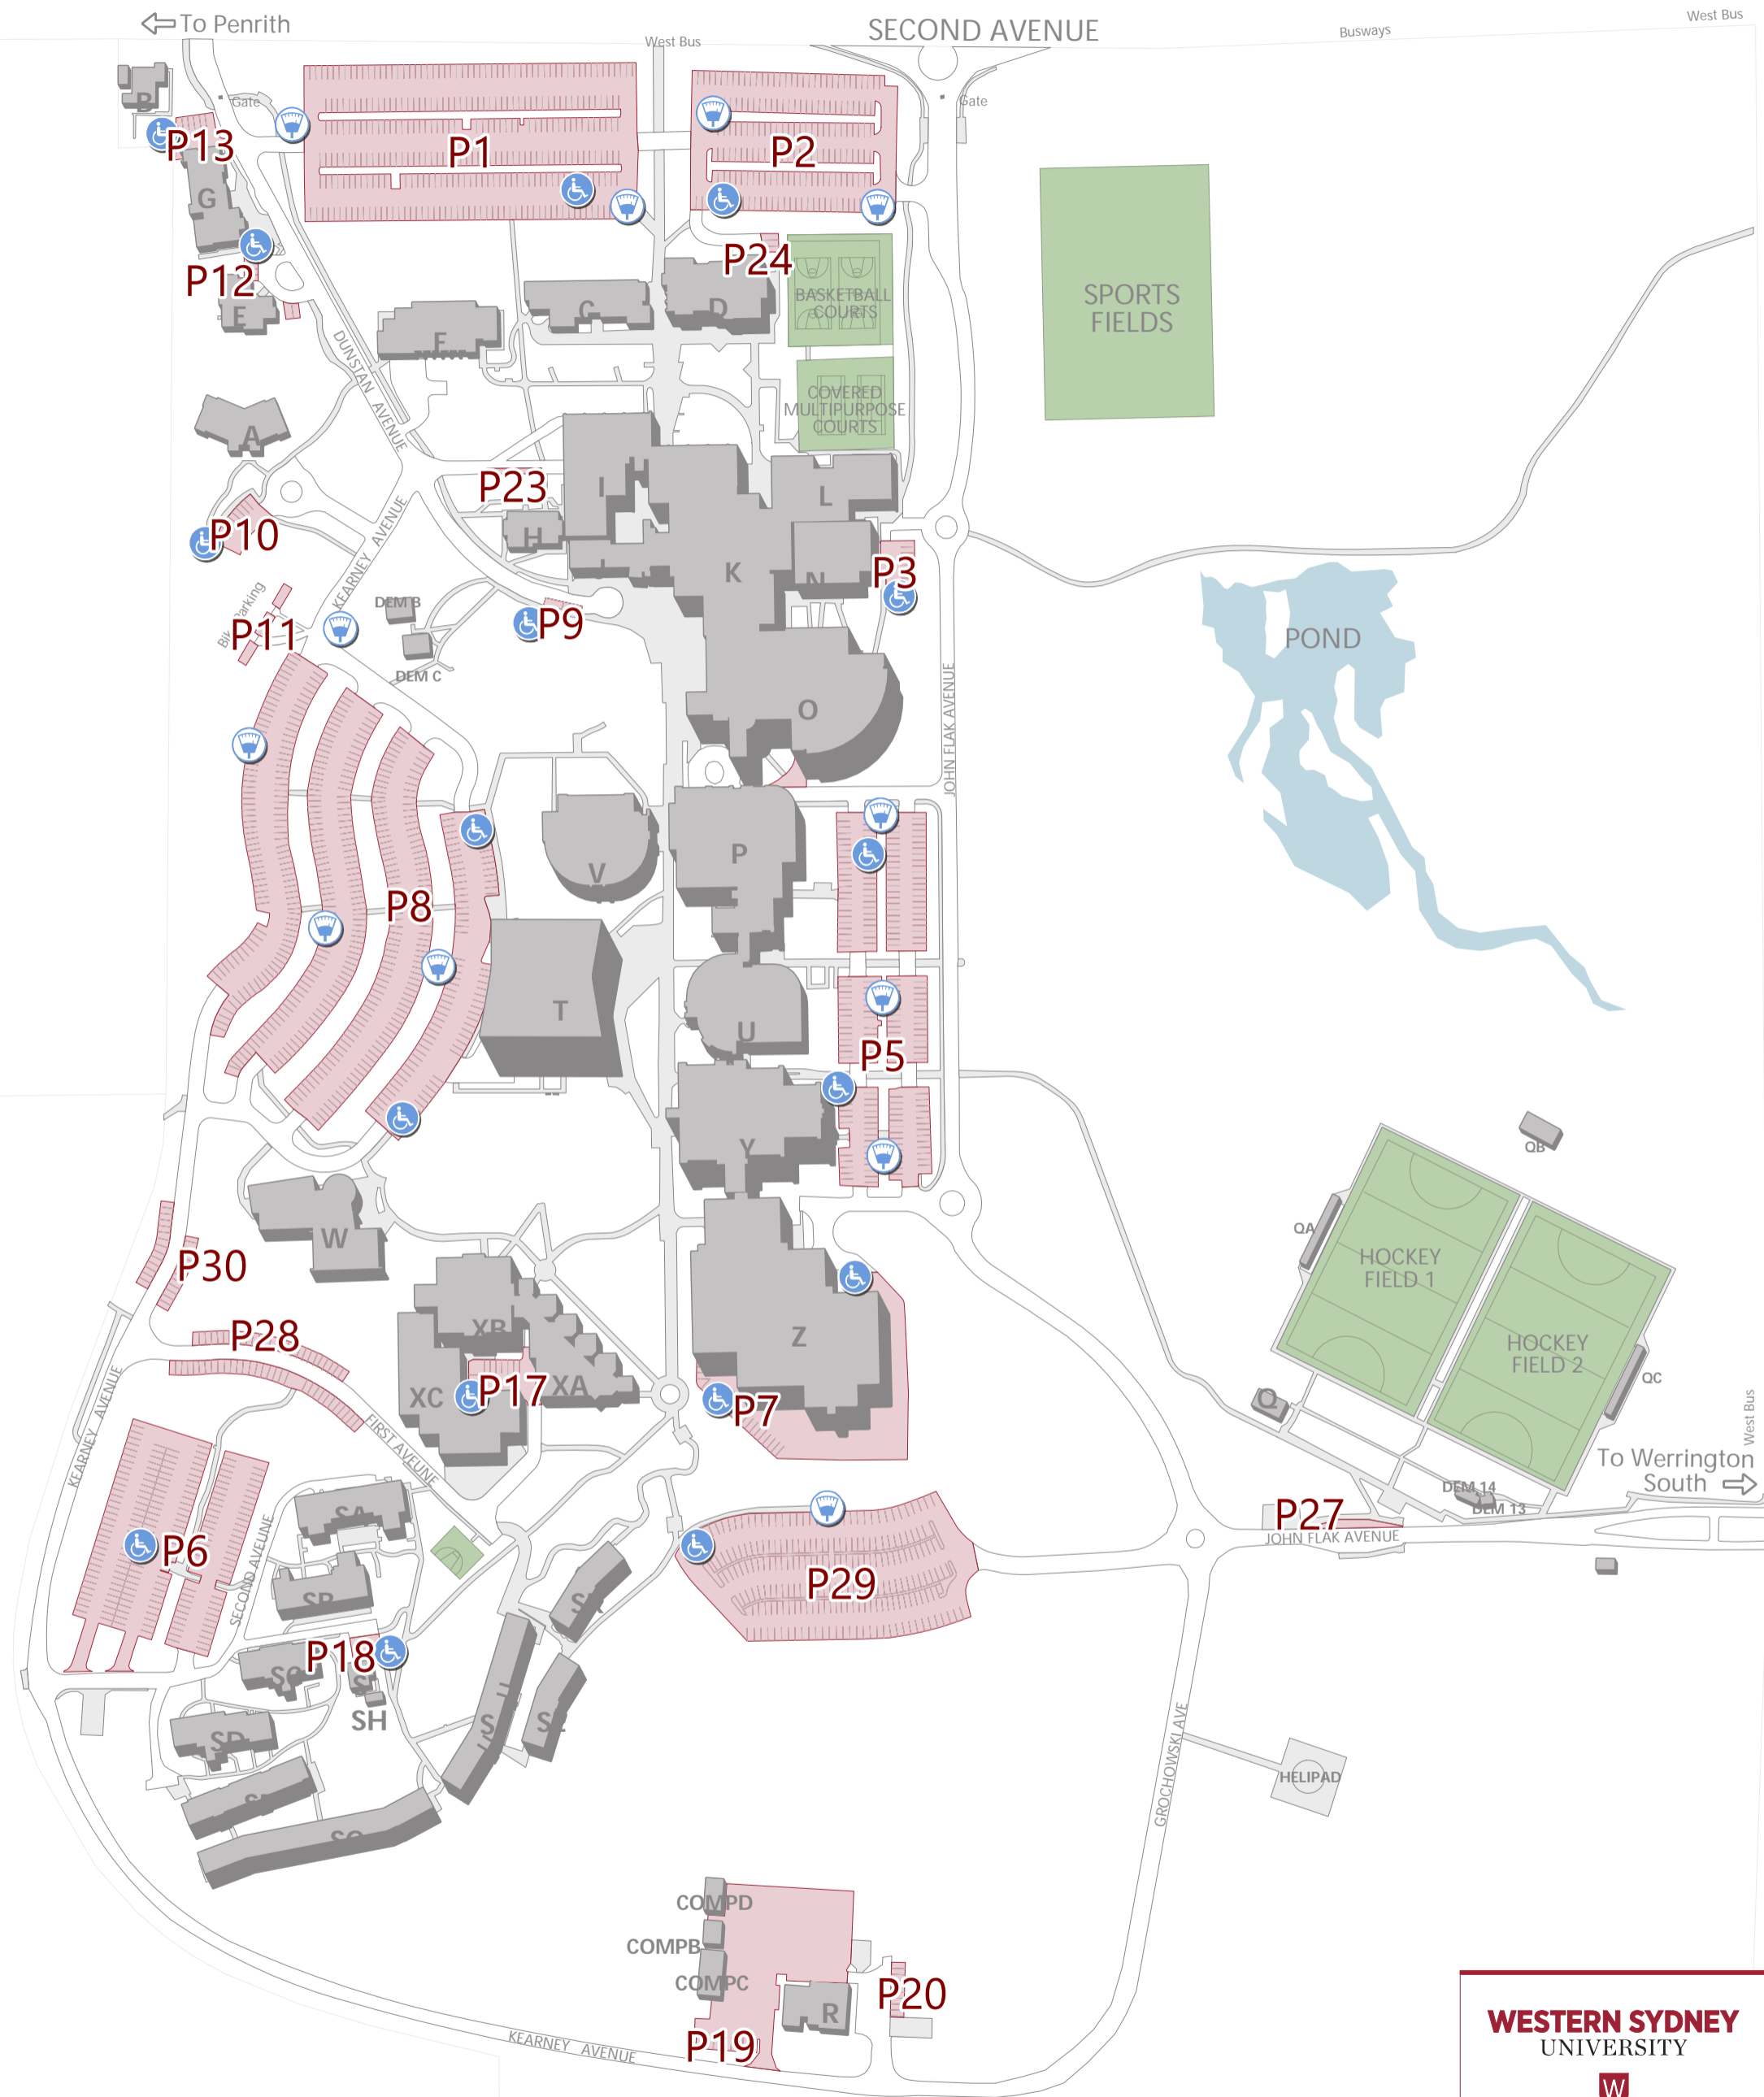 To Penrith
SECOND AVENUE
West Bus
Busways
West Bus
B
Gate
Gate
P13
P1
P2
G
P12
P24
E
F
C
D
BASKETBALL
COURTS
SPORTS
FIELDS
DUNSTAN AVENUE
COVERED
MULTIPURPOSE
COURTS
A
P23
I
L
H
P10
KEARNEY AVENUE
K
N
P3
DEM B
P9
Bike Parking
P11
DEM C
POND
O
JOHN FLAK AVENUE
P
V
P8
T
U
P5
Y
QB
QA
W
HOCKEY
FIELD 1
P30
P28
XB
Z
HOCKEY
FIELD 2
XC
P17
XA
P7
Q
QC
West Bus
KEARNEY AVENUE
FIRST AVEUNE
To Werrington
South
DEM 14
DEM 13
P27
JOHN FLAK AVENUE
SA
P6
SECOND AVEUNE
P29
SB
P18
SC
SH
SD
GROCHOWSKI AVE
HELIPAD
COMPD
COMPB
COMPC
R
P20
P19
KEARNEY AVENUE
WESTERN SYDNEY
UNIVERSITY
W